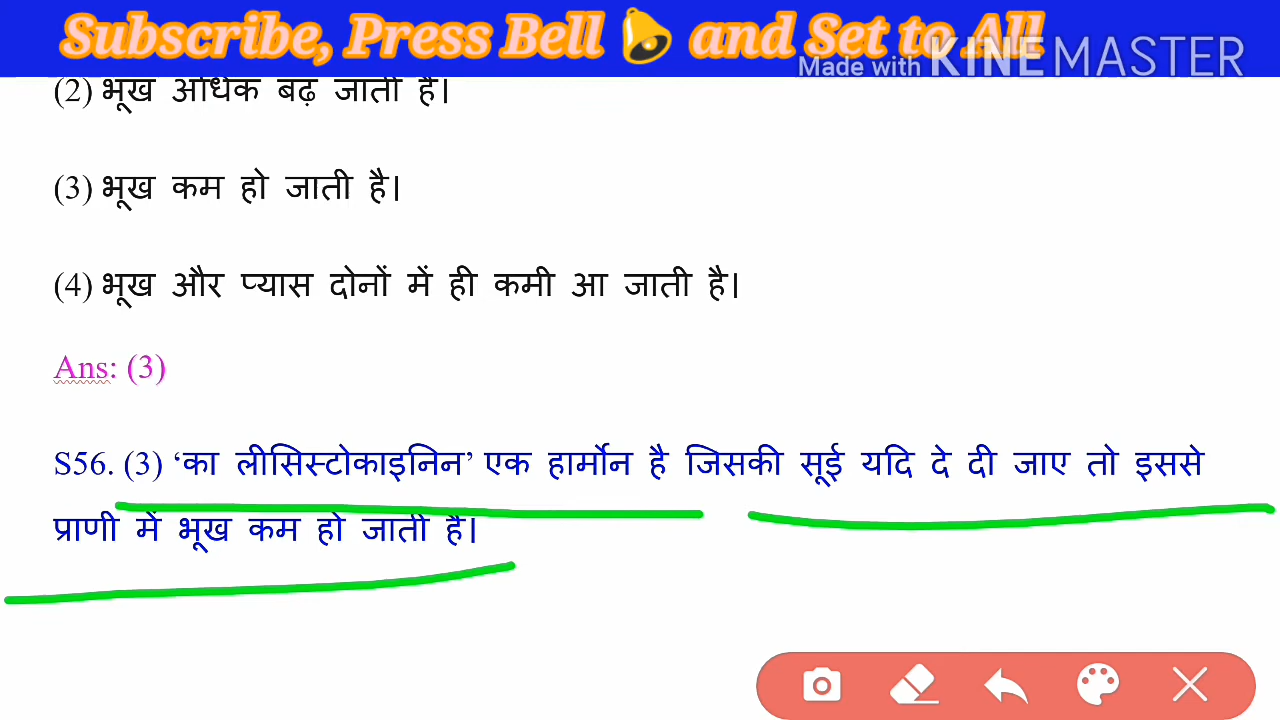 Subscribe, Press Bell and Set to All
Made with KINEMASTER
(2) भूख अधिक बढ़ जाती है।
(3) भूख कम हो जाती है।
(4) भूख और प्यास दोनों में ही कमी आ जाती है।
Ans: (3)
S56. (3) ‘का लीसिस्टोकाइनिन’ एक हार्मोन है जिसकी सूई यदि दे दी जाए तो इससे
प्राणी में भूख कम हो जाती है।